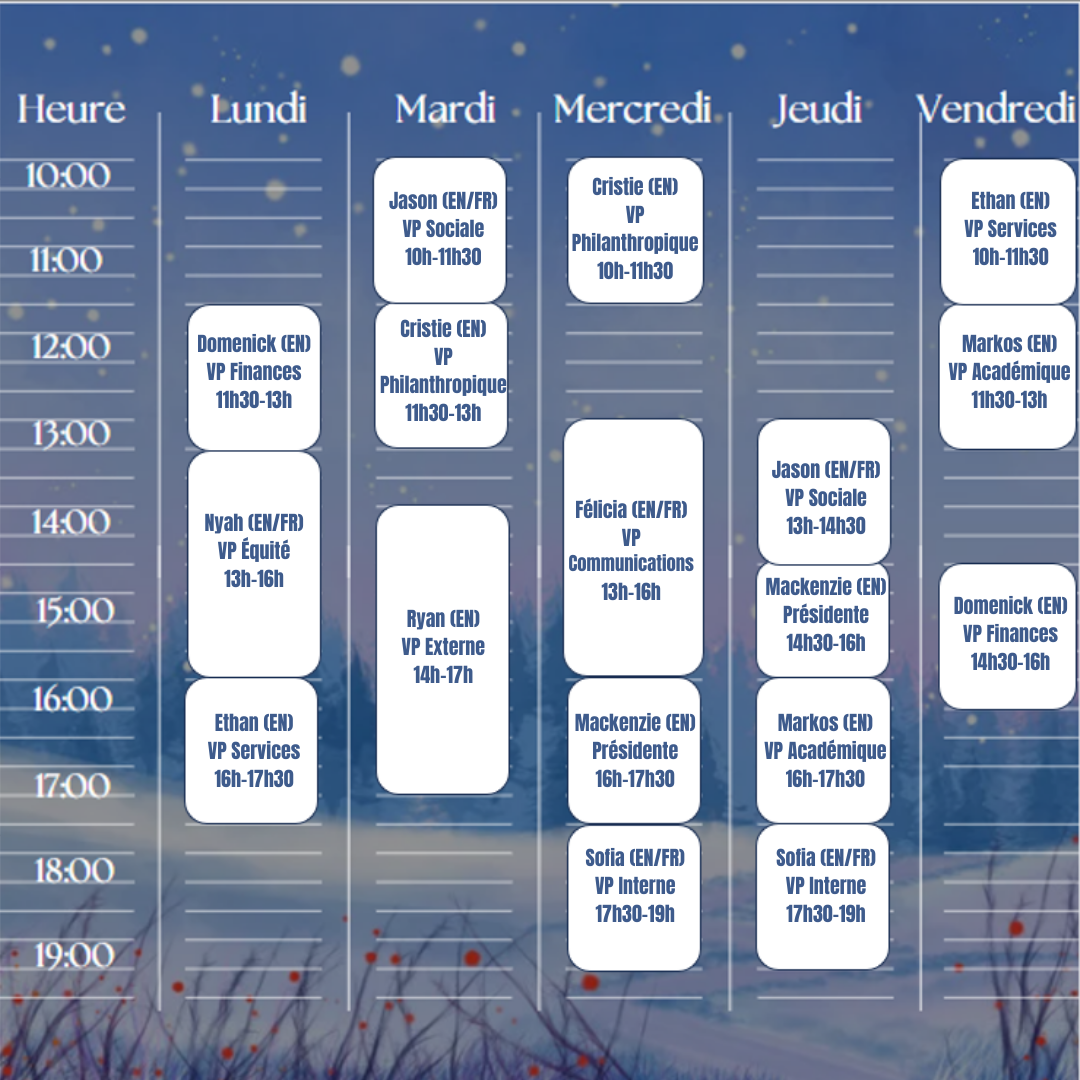 Heure Lundi Mardi Mercredi Jeudi Vendredi
10:00
11:00
12:00
13:00
14:00
15:00
16:00
17:00
18:00
19:00
Domenick (EN)
VP Finances
11h30-13h
Nyah (EN/FR)
VP Équité
13h-16h
Ethan (EN)
VP Services
16h-17h30
Jason (EN/FR)
VP Sociale
10h-11h30
Cristie (EN)
VP
Philanthropique
11h30-13h
Ryan (EN)
VP Externe
14h-17h
Cristie (EN)
VP
Philanthropique
10h-11h30
Félicia (EN/FR)
VP
Communications
13h-16h
Mackenzie (EN)
Présidente
16h-17h30
Sofia (EN/FR)
VP Interne
17h30-19h
Jason (EN/FR)
VP Sociale
13h-14h30
Mackenzie (EN)
Présidente
14h30-16h
Markos (EN)
VP Académique
16h-17h30
Sofia (EN/FR)
VP Interne
17h30-19h
Ethan (EN)
VP Services
10h-11h30
Markos (EN)
VP Académique
11h30-13h
Domenick (EN)
VP Finances
14h30-16h